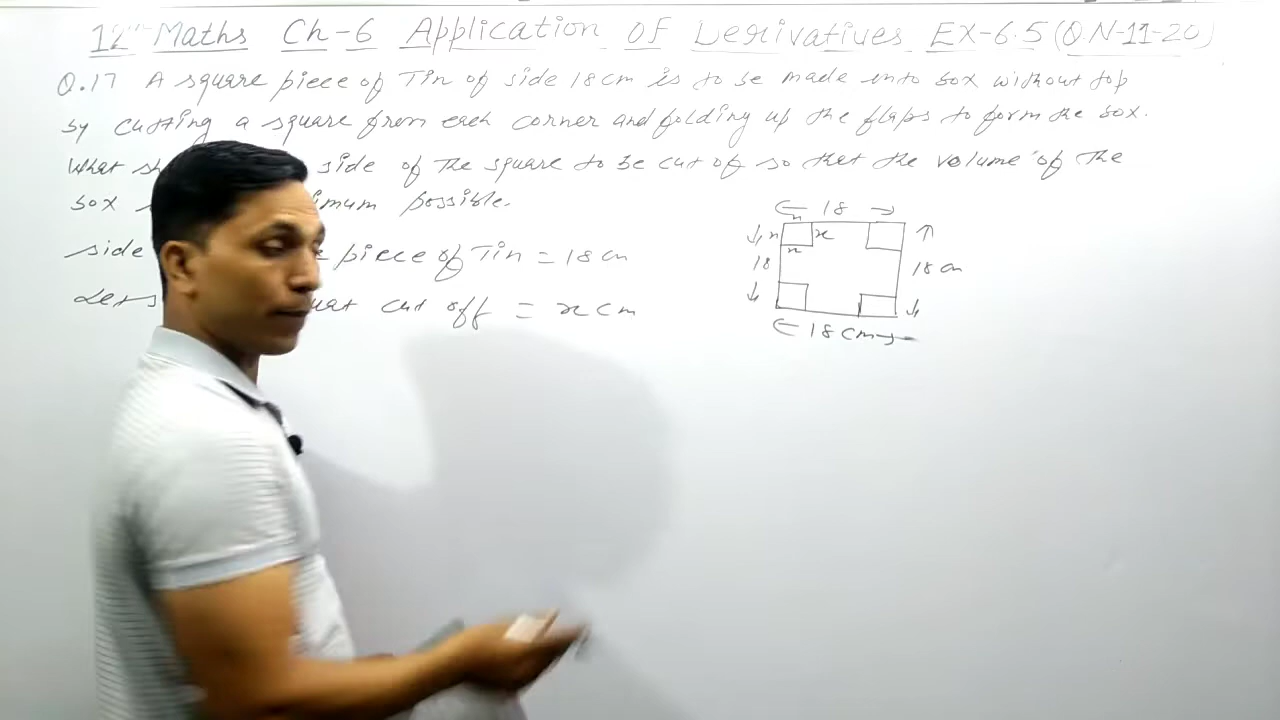 12th Maths Ch-6 Application OF Derivatives EX-6.5 (Q.N-11-20)
Q.17 A square piece of Tin of side 18cm is to be made into box without top
by cutting a square from each corner and folding up the flaps to form the box.
What side of the square to be cut of so that the volume of the
box possible.
18
x
x x
x
side piece of Tin = 18 cm
18
18 cm
cut off = x cm
18 cm